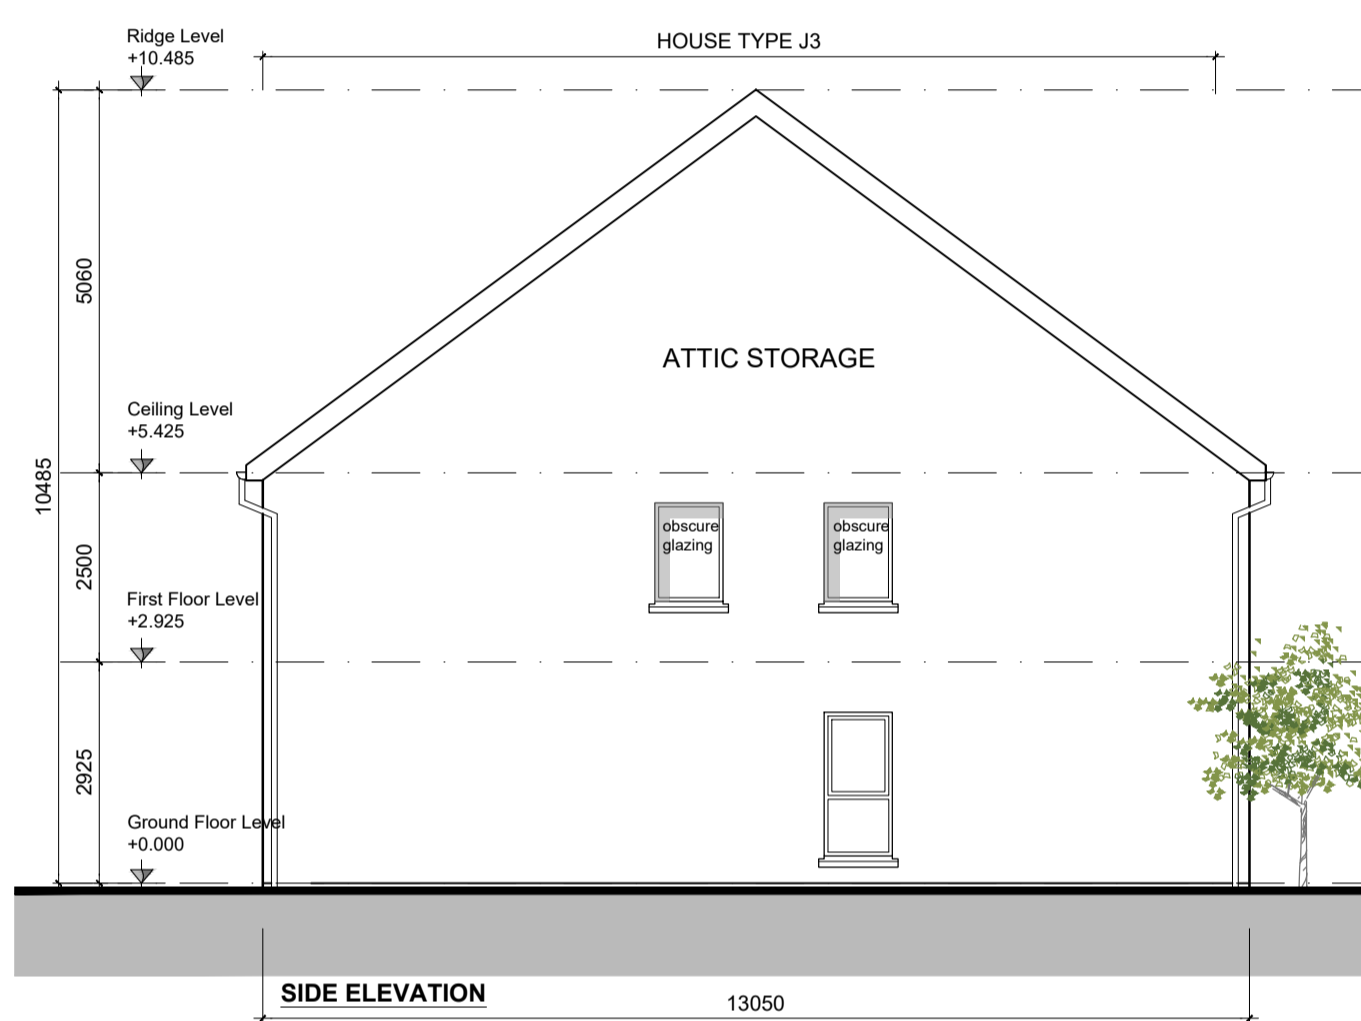 Ridge Level
+10.485
HOUSE TYPE J3
5060
ATTIC STORAGE
Ceiling Level
+5.425
10485
obscure
glazing
obscure
glazing
2500
First Floor Level
+2.925
2925
Ground Floor Level
+0.000
SIDE ELEVATION
13050